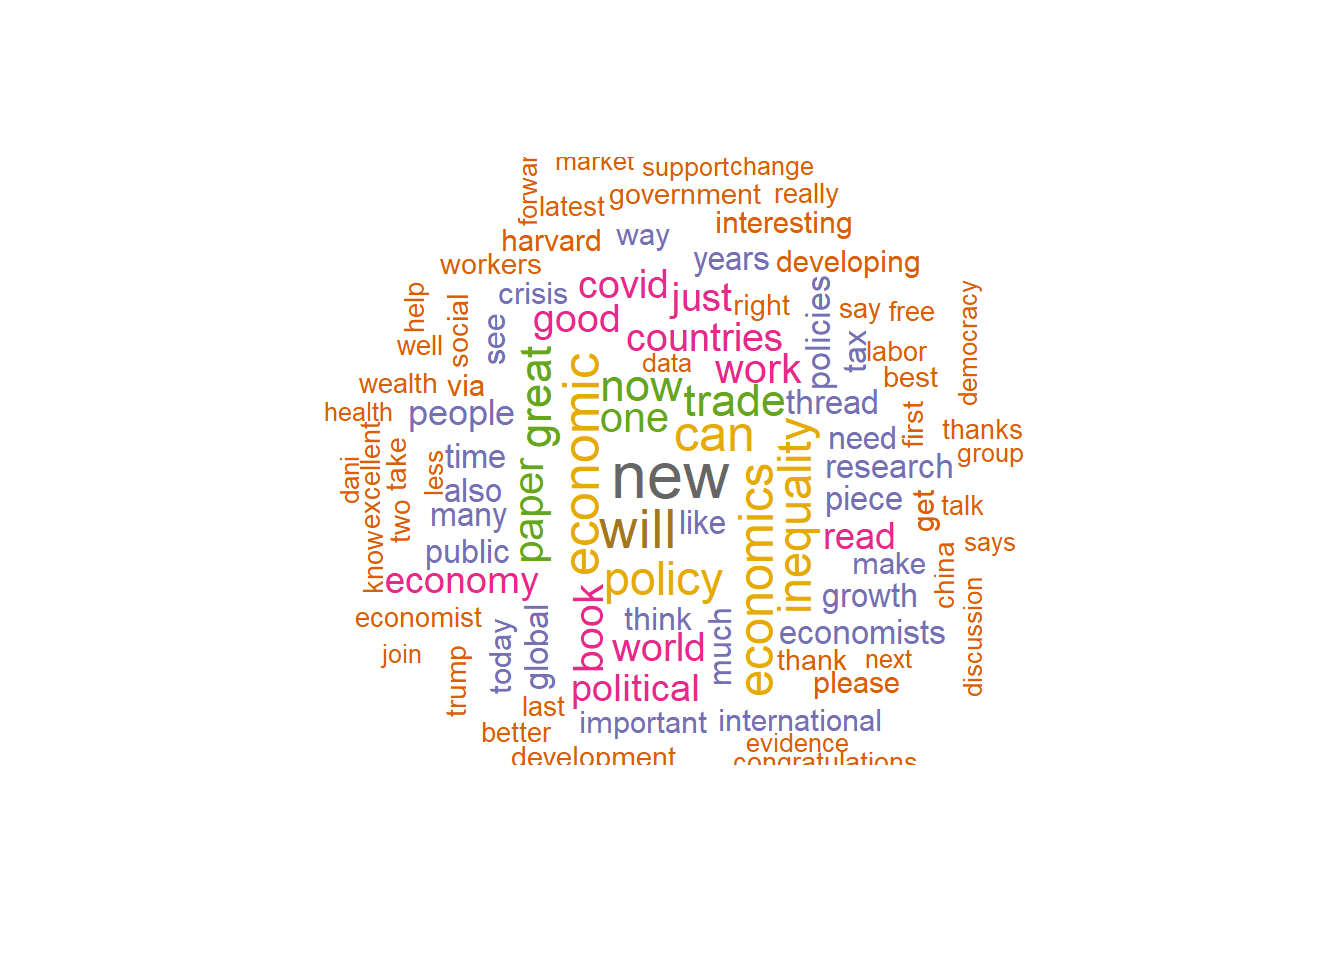 market
support
change
forwar
latest
government
really
harvard
way
interesting
workers
years
developing
help
social
crisis
covid
just
right
policies
say
free
democracy
well
see
good
countries
tax
labor
wealth
via
great
economic
data
work
best
health
people
now
one
trade
thread
first
thanks
dani
excellent
take
less
time
can
inequality
need
group
know
two
also
many
paper
new
economics
research
piece
get
talk
public
will
like
read
says
economy
policy
make
china
growth
discussion
economist
today
global
book
think
world
much
economists
join
trump
political
thank
next
please
last
better
important
international
evidence
development
congratulations